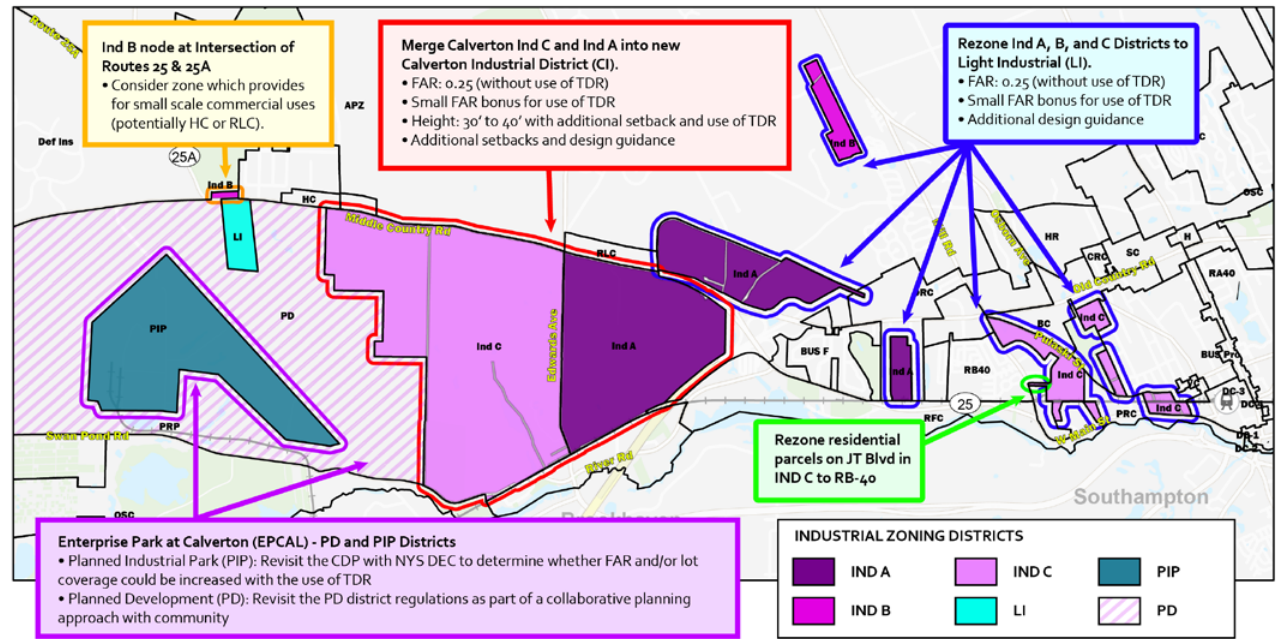 Route 25A
Ind B node at Intersection of
Routes 25 & 25A
• Consider zone which provides
for small scale commercial uses
(potentially HC or RLC).
Merge Calverton Ind C and Ind A into new
Calverton Industrial District (CI).
• FAR: 0.25 (without use of TDR)
• Small FAR bonus for use of TDR
• Height: 30' to 40' with additional setback and use of TDR
• Additional setbacks and design guidance
Rezone Ind A, B, and C Districts to
Light Industrial (LI).
• FAR: 0.25 (without use of TDR)
• Small FAR bonus for use of TDR
• Additional design guidance
APZ
Def Ins
25A
Ind B
Ind B
C
OSC
HC
Middle Country Rd
LI
RLC
Ind A
Osborn Ave
HR
CRC
SC
H
Old Country Rd
RA40
PIP
PD
Ind C
Edwards Ave
Ind A
BUS F
Ind A
RB40
BC
Pulaski St
Ind C
Ind C
BUS Pro
DC-3
25
RFC
PRC
Ind C
W Main St
DC-1
PRP
Swan Pond Rd
River Rd
OSC
Rezone residential
parcels on JT Blvd in
IND C to RB-40
Southampton
Brookhaven
Enterprise Park at Calverton (EPCAL) - PD and PIP Districts
• Planned Industrial Park (PIP): Revisit the CDP with NYS DEC to determine whether FAR and/or lot
coverage could be increased with the use of TDR
• Planned Development (PD): Revisit the PD district regulations as part of a collaborative planning
approach with community
INDUSTRIAL ZONING DISTRICTS
IND A
IND C
PIP
IND B
LI
PD